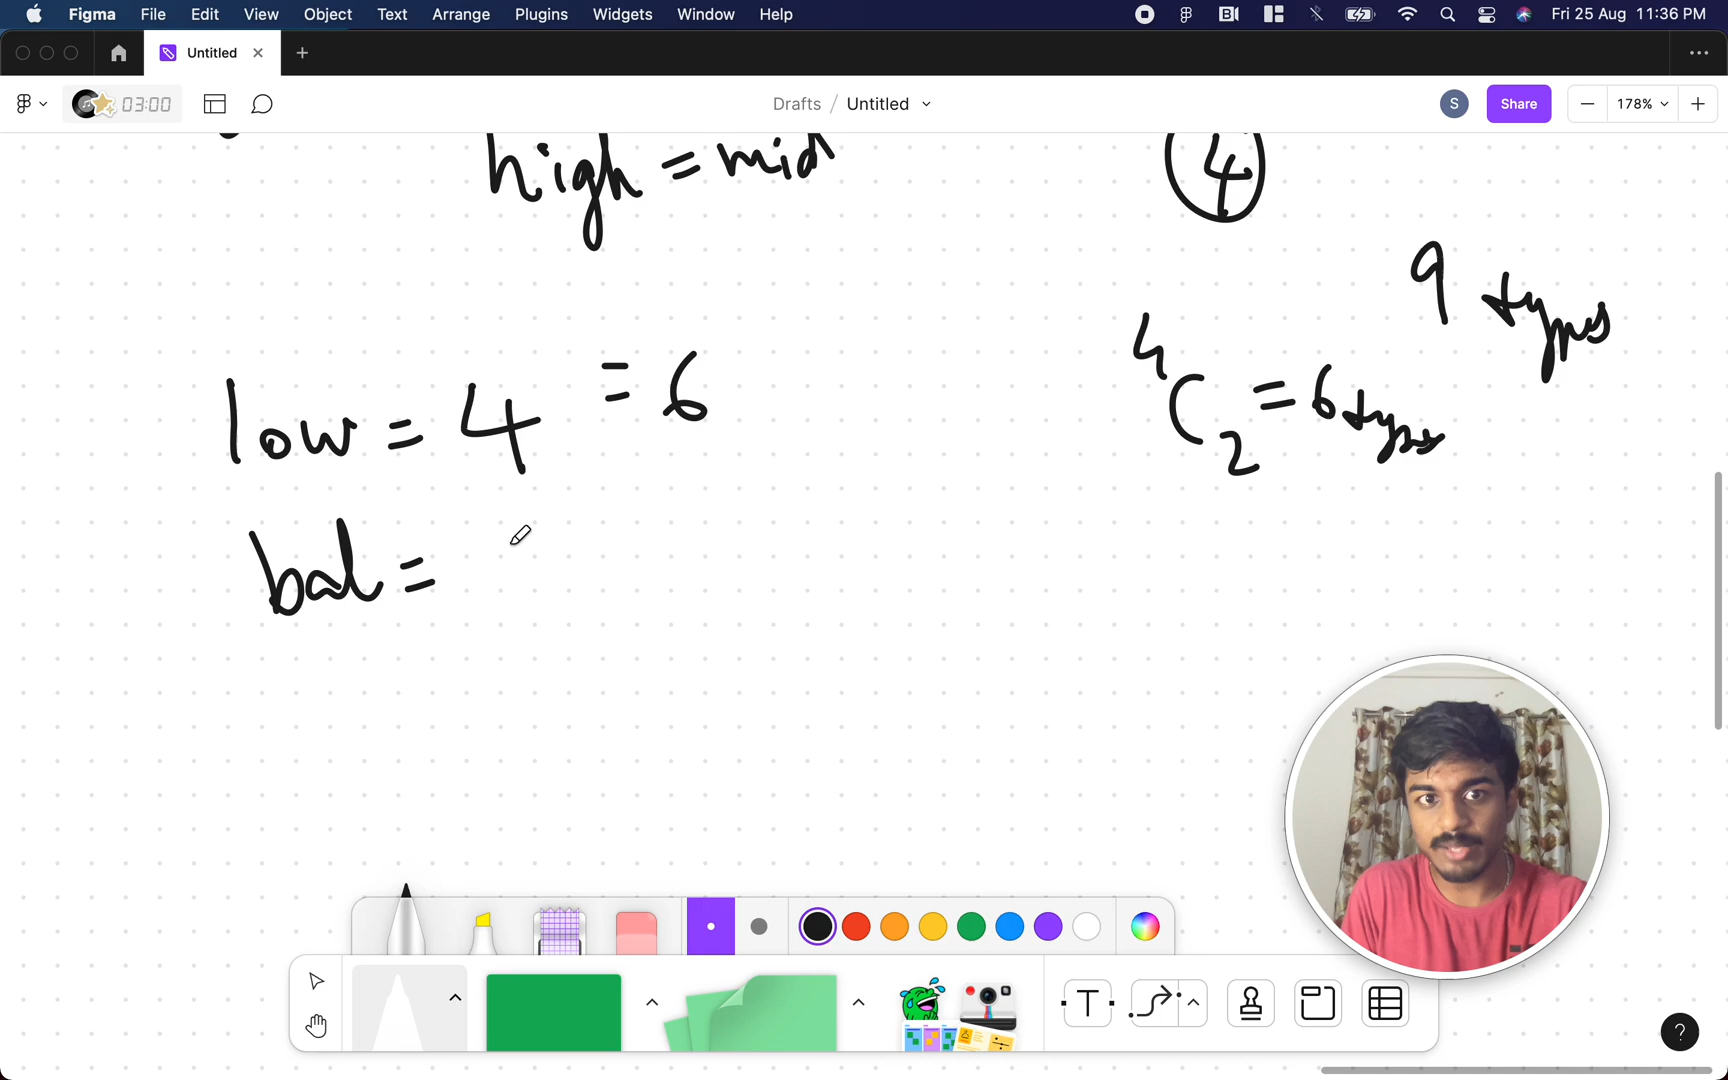 Figma File Edit View Object Text Arrange Plugins Widgets Window Help Fri 25 Aug 11:36 PM
Untitled
03:00 Drafts / Untitled S Share 178%
high = mid
4
9 types
low = 4 = 6
4C2 = 6 types
bal =
T
?